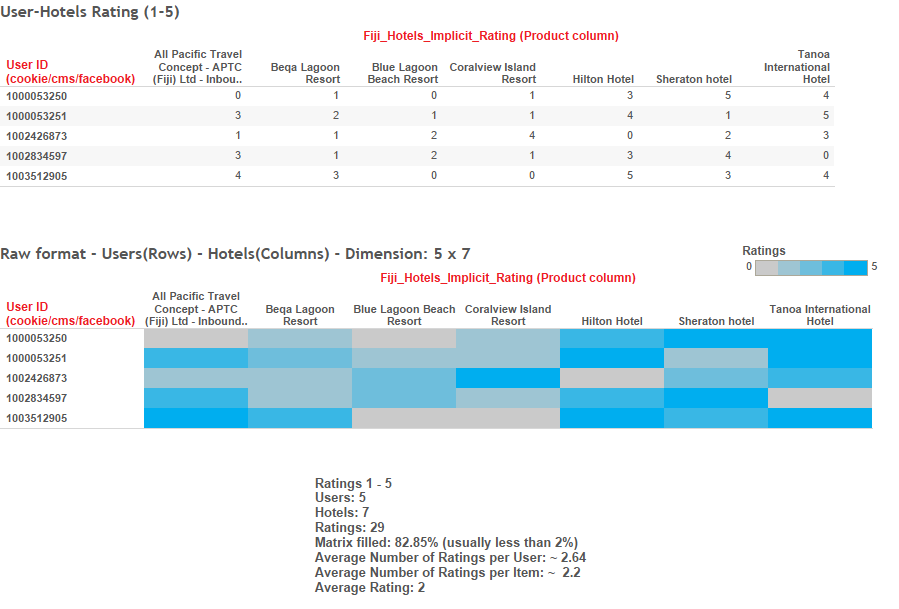 User-Hotels Rating (1-5)
Fiji_Hotels_Implicit_Rating (Product column)
User ID (cookie/cms/facebook) All Pacific Travel Concept - APTC (Fiji) Ltd - Inbou.. Beqa Lagoon Resort Blue Lagoon Beach Resort Coralview Island Resort Hilton Hotel Sheraton hotel Tanoa International Hotel
1000053250 0 1 0 1 3 5 4
1000053251 3 2 1 1 4 1 5
1002426873 1 1 2 4 0 2 3
1002834597 3 1 2 1 3 4 0
1003512905 4 3 0 0 5 3 4
Raw format - Users(Rows) - Hotels(Columns) - Dimension: 5 x 7
Ratings
0 5
Fiji_Hotels_Implicit_Rating (Product column)
User ID (cookie/cms/facebook) All Pacific Travel Concept - APTC (Fiji) Ltd - Inbound.. Beqa Lagoon Resort Blue Lagoon Beach Resort Coralview Island Resort Hilton Hotel Sheraton hotel Tanoa International Hotel
1000053250
1000053251
1002426873
1002834597
1003512905
Ratings 1 - 5
Users: 5
Hotels: 7
Ratings: 29
Matrix filled: 82.85% (usually less than 2%)
Average Number of Ratings per User: ~ 2.64
Average Number of Ratings per Item: ~ 2.2
Average Rating: 2